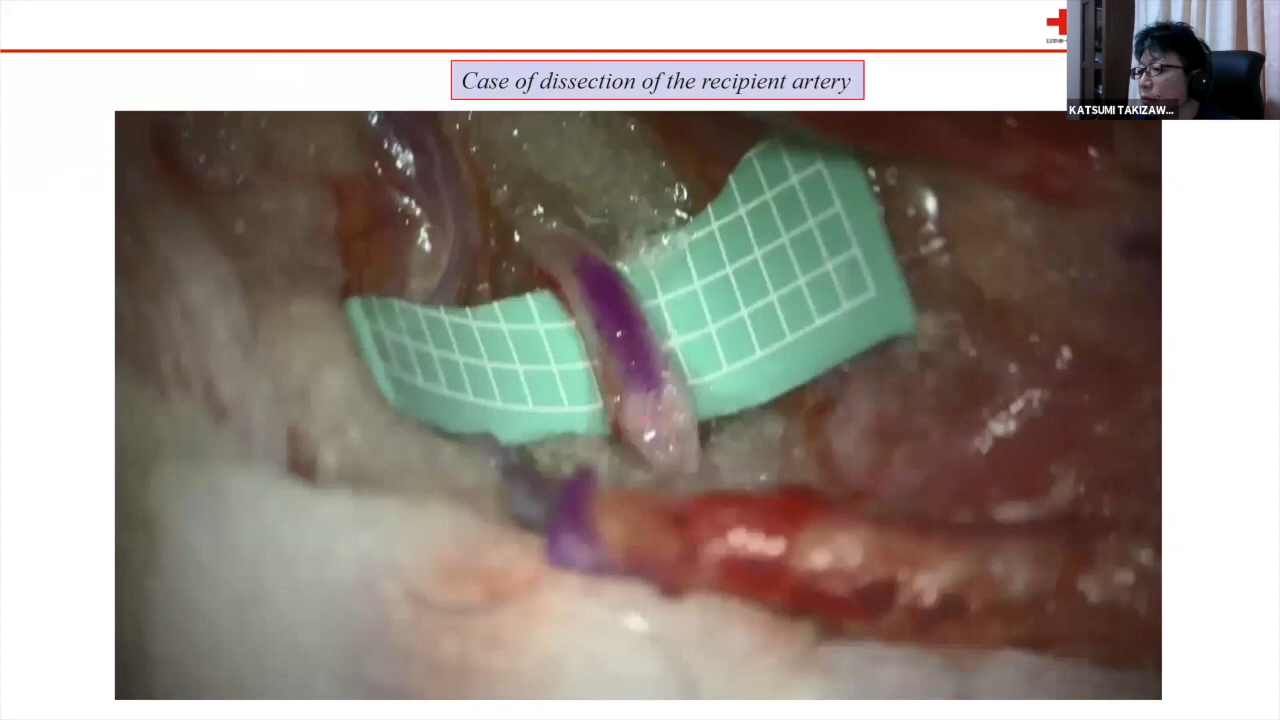 Case of dissection of the recipient artery
KATSUMI TAKIZAW...